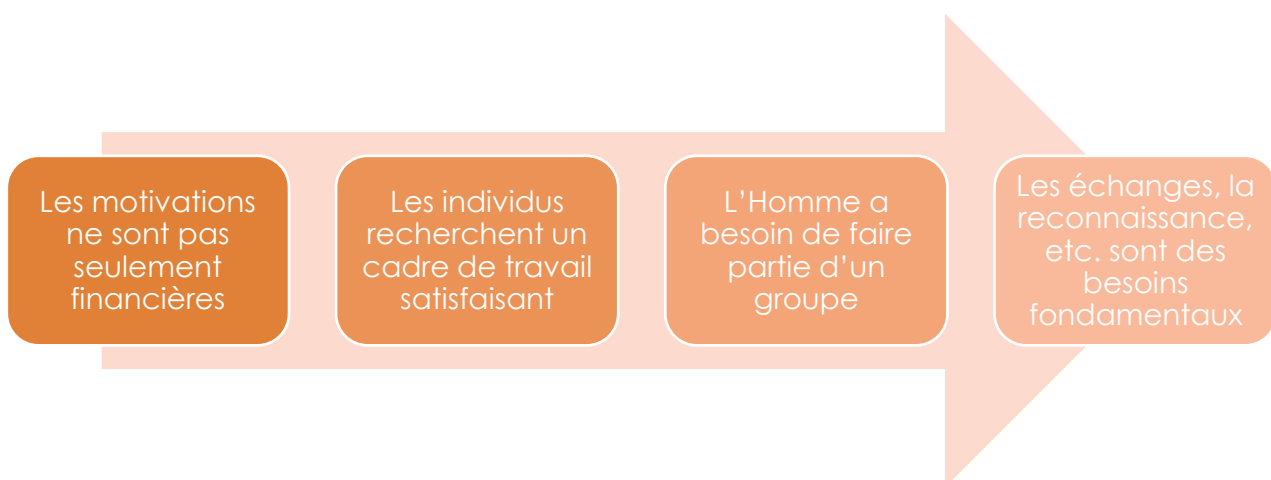 Les motivations
ne sont pas
seulement
financières
Les individus
recherchent un
cadre de travail
satisfaisant
L’Homme a
besoin de faire
partie d’un
groupe
Les échanges, la
reconnaissance,
etc. sont des
besoins
fondamentaux